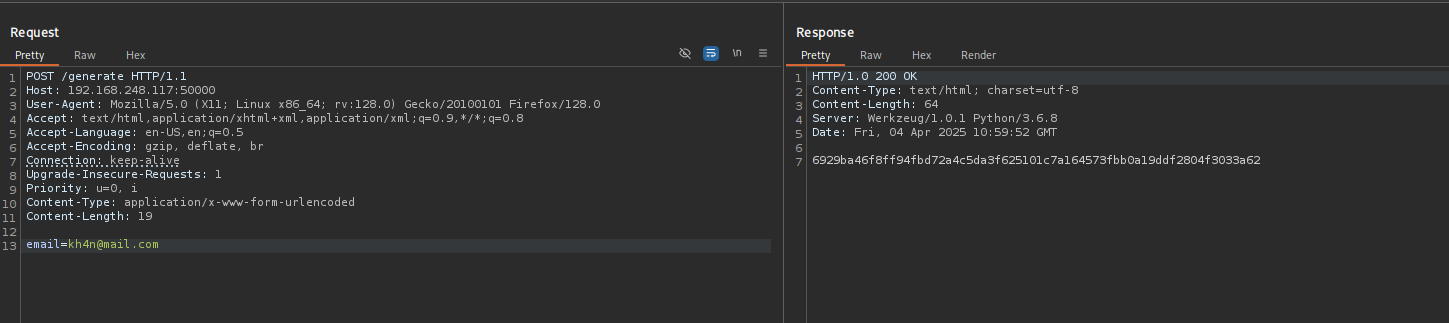 Request
Pretty Raw Hex \n
1 POST /generate HTTP/1.1
2 Host: 192.168.248.117:50000
3 User-Agent: Mozilla/5.0 (X11; Linux x86_64; rv:128.0) Gecko/20100101 Firefox/128.0
4 Accept: text/html,application/xhtml+xml,application/xml;q=0.9,*/*;q=0.8
5 Accept-Language: en-US,en;q=0.5
6 Accept-Encoding: gzip, deflate, br
7 Connection: keep-alive
8 Upgrade-Insecure-Requests: 1
9 Priority: u=0, i
10 Content-Type: application/x-www-form-urlencoded
11 Content-Length: 19
12
13 email=kh4n@mail.com
Response
Pretty Raw Hex Render
1 HTTP/1.0 200 OK
2 Content-Type: text/html; charset=utf-8
3 Content-Length: 64
4 Server: Werkzeug/1.0.1 Python/3.6.8
5 Date: Fri, 04 Apr 2025 10:59:52 GMT
6
7 6929ba46f8ff94fbd72a4c5da3f625101c7a164573fbb0a19ddf2804f3033a62